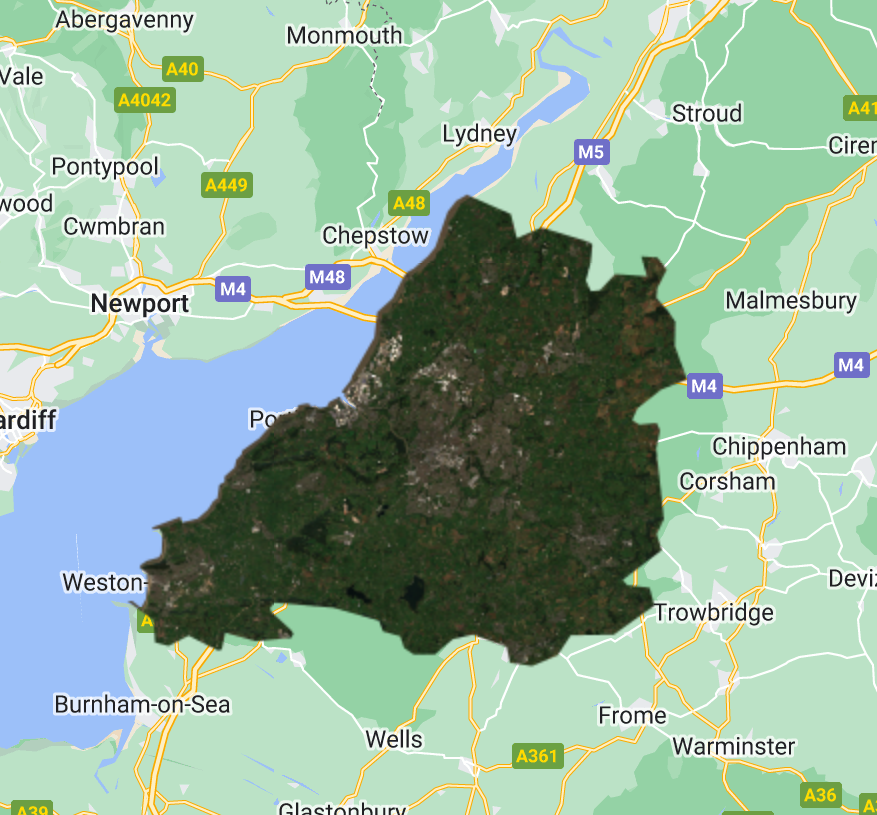 Abergavenny
Monmouth
A40
Vale
A4042
Stroud
A41
Lydney
M5
Ciren
Pontypool
A449
wood
A48
Cwmbran
Chepstow
M48
M4
Newport
Malmesbury
M4
M4
ardiff
Po
Chippenham
Corsham
Weston-
Deviz
A
Trowbridge
Burnham-on-Sea
Frome
Wells
Warminster
A361
A36
A39
Glastonbury